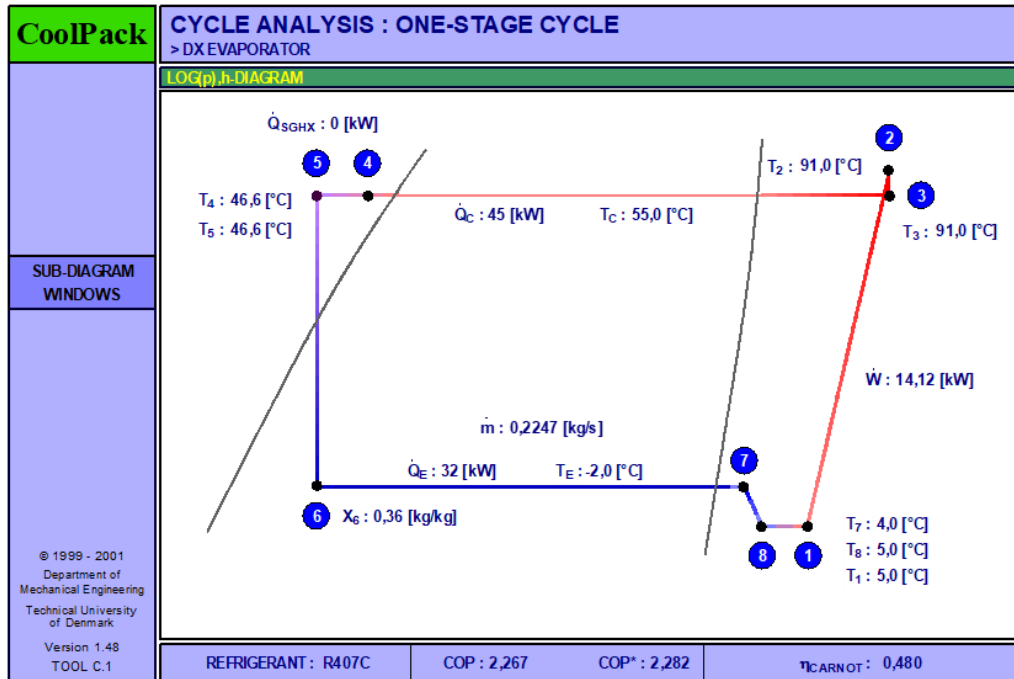 CoolPack
CYCLE ANALYSIS : ONE-STAGE CYCLE
> DX EVAPORATOR
LOG(p),h-DIAGRAM
SUB-DIAGRAM
WINDOWS
© 1999 - 2001
Department of
Mechanical Engineering
Technical University
of Denmark
Version 1.48
TOOL C.1
Q̇SGHX : 0 [kW]
5
4
2
T2 : 91,0 [°C]
3
T4 : 46,6 [°C]
T5 : 46,6 [°C]
Q̇C : 45 [kW]
TC : 55,0 [°C]
T3 : 91,0 [°C]
Ẇ : 14,12 [kW]
ṁ : 0,2247 [kg/s]
Q̇E : 32 [kW]
TE : -2,0 [°C]
7
6
X6 : 0,36 [kg/kg]
8
1
T7 : 4,0 [°C]
T8 : 5,0 [°C]
T1 : 5,0 [°C]
REFRIGERANT : R407C
COP : 2,267
COP* : 2,282
ηCARNOT : 0,480